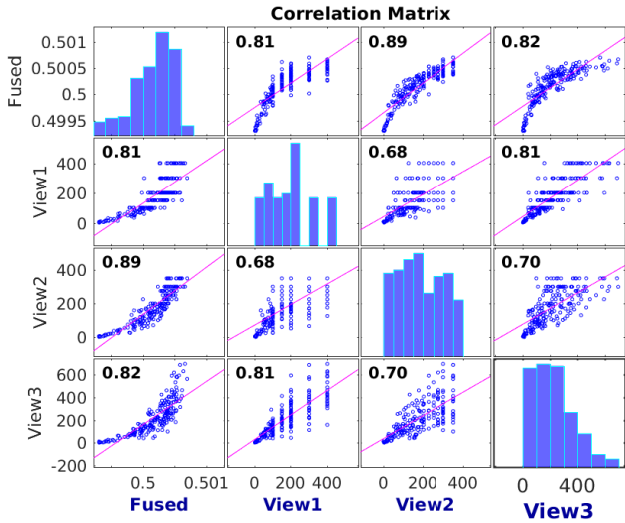 Correlation Matrix
0.501 0.81 0.89 0.82
0.5005
0.5
0.4995
Fused
0.81 0.68 0.81
400
200
0
View1
0.89 0.68 0.70
400
200
0
View2
0.82 0.81 0.70
600
400
200
0
-200
View3
0.5 0.501 0 200 400 0 200 400 0 400
Fused View1 View2 View3